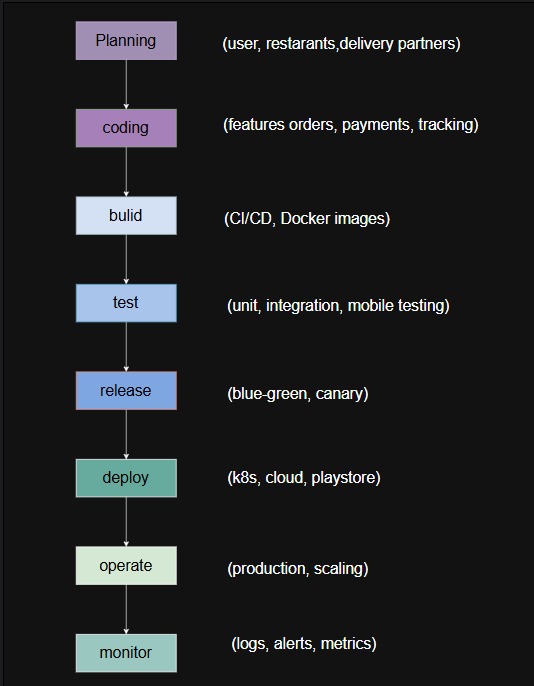 Planning (user, restarants,delivery partners)
coding (features orders, payments, tracking)
bulid (CI/CD, Docker images)
test (unit, integration, mobile testing)
release (blue-green, canary)
deploy (k8s, cloud, playstore)
operate (production, scaling)
monitor (logs, alerts, metrics)